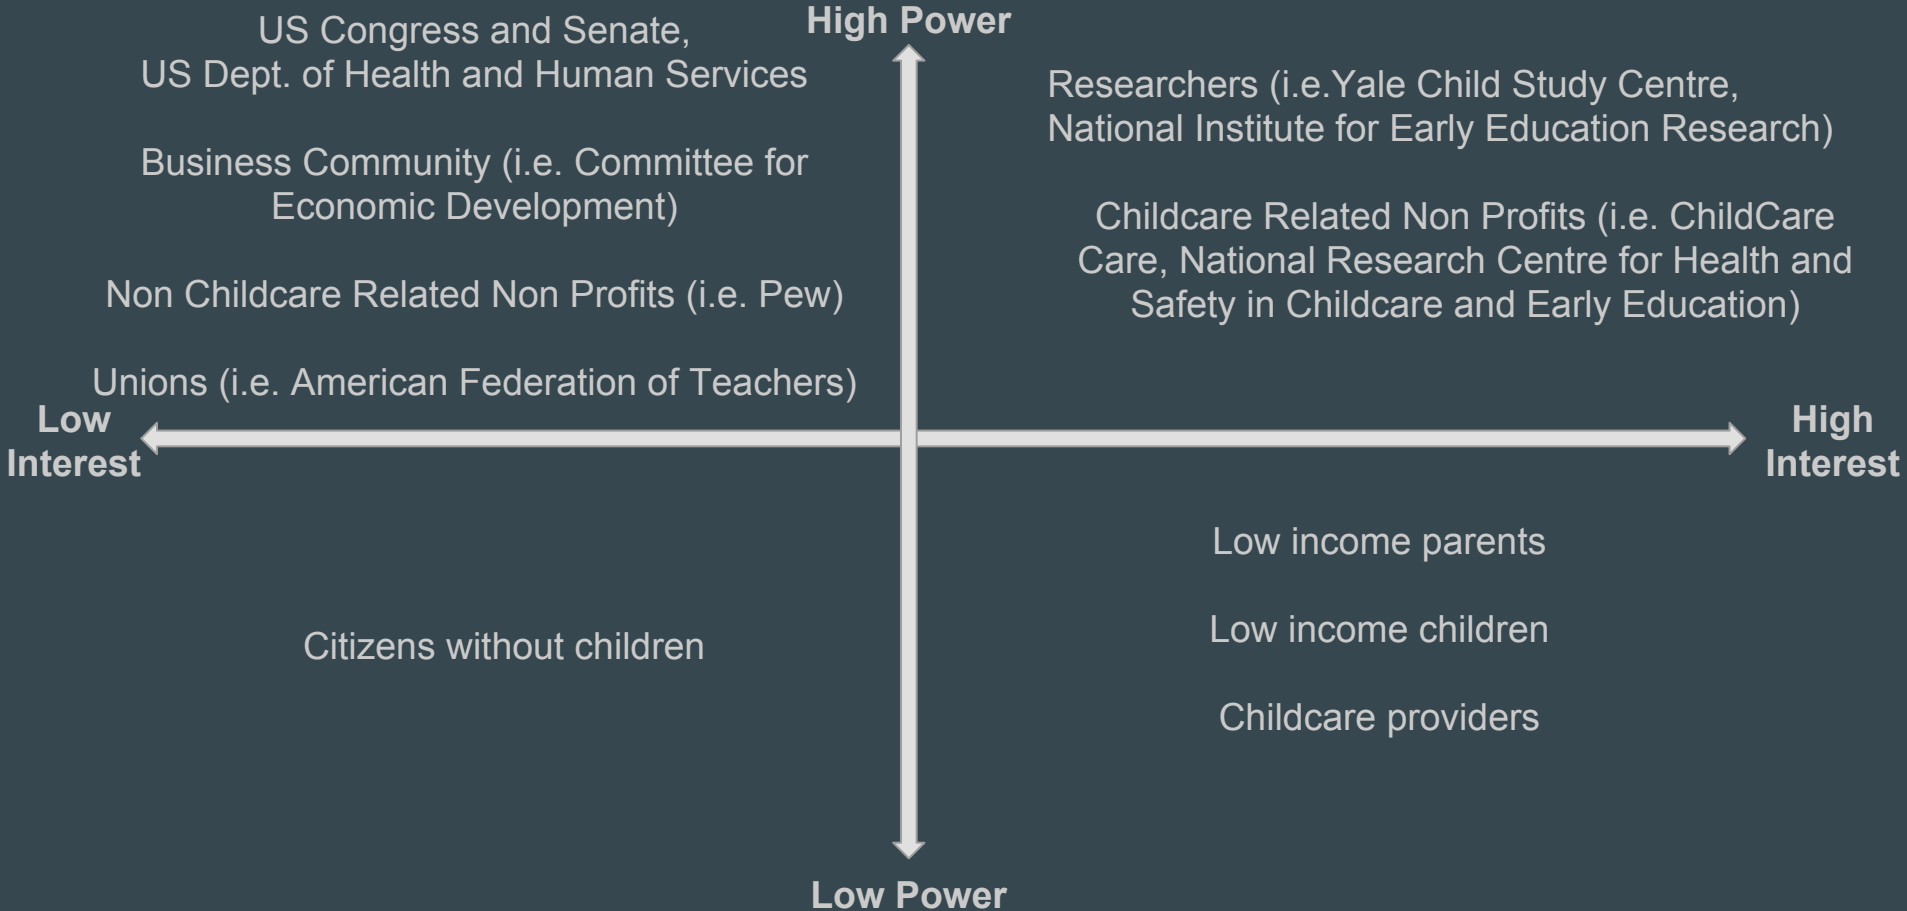 High Power
US Congress and Senate,
US Dept. of Health and Human Services
Business Community (i.e. Committee for
Economic Development)
Non Childcare Related Non Profits (i.e. Pew)
Unions (i.e. American Federation of Teachers)
Researchers (i.e.Yale Child Study Centre,
National Institute for Early Education Research)
Childcare Related Non Profits (i.e. ChildCare
Care, National Research Centre for Health and
Safety in Childcare and Early Education)
Low
Interest
High
Interest
Citizens without children
Low income parents
Low income children
Childcare providers
Low Power